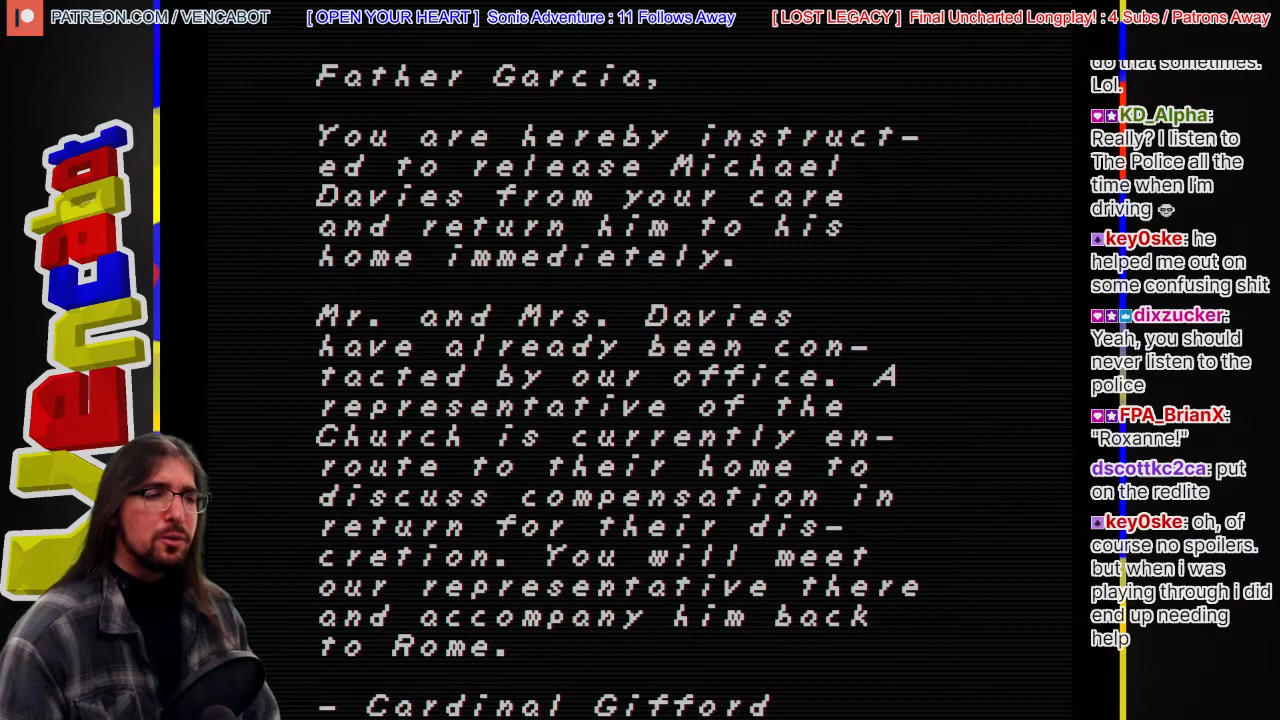 PATREON.COM / VENCABOT
[ OPEN YOUR HEART ] Sonic Adventure : 11 Follows Away
[ LOST LEGACY ] Final Uncharted Longplay! : 4 Subs / Patrons Away
Father Garcia,
You are hereby instruct-
ed to release Michael
Davies from your care
and return him to his
home immedietely.
Mr. and Mrs. Davies
have already been con-
tacted by our office. A
representative of the
Church is currently en-
route to their home to
discuss compensation in
return for their dis-
cretion. You will meet
our representative there
and accompany him back
to Rome.
- Cardinal Gifford
Vencabot
do that sometimes.
Lol.
KD_Alpha:
Really? I listen to
The Police all the
time when I'm
driving
key0ske: he
helped me out on
some confusing shit
dixzucker:
Yeah, you should
never listen to the
police
FPA_BrianX:
"Roxanne!"
dscottkc2ca: put
on the redlite
key0ske: oh, of
course no spoilers.
but when i was
playing through i did
end up needing
help